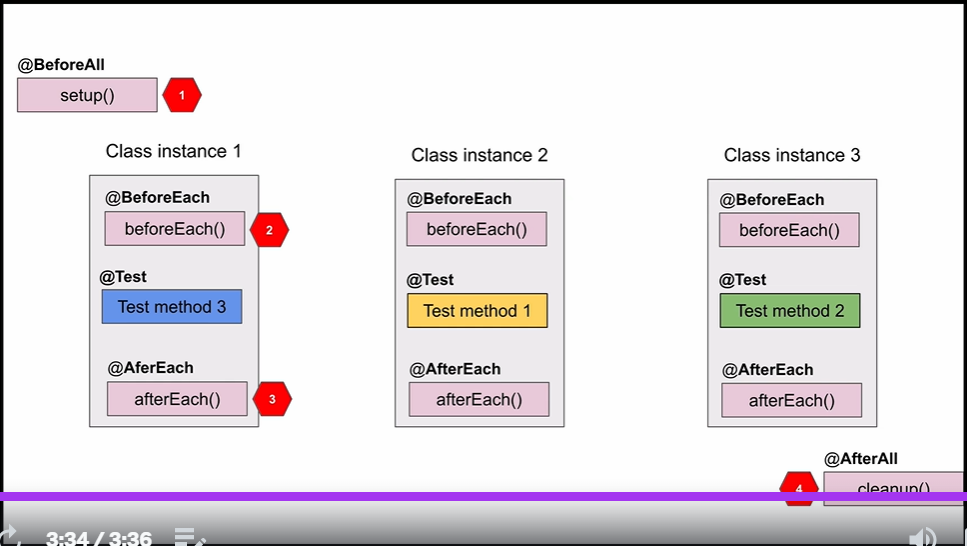 @BeforeAll
setup()
1
Class instance 1
Class instance 2
Class instance 3
@BeforeEach
beforeEach()
2
@Test
Test method 3
@AferEach
afterEach()
3
@BeforeEach
beforeEach()
@Test
Test method 1
@AfterEach
afterEach()
@BeforeEach
beforeEach()
@Test
Test method 2
@AfterEach
afterEach()
@AfterAll
4
cleanup()
3:34 / 3:36